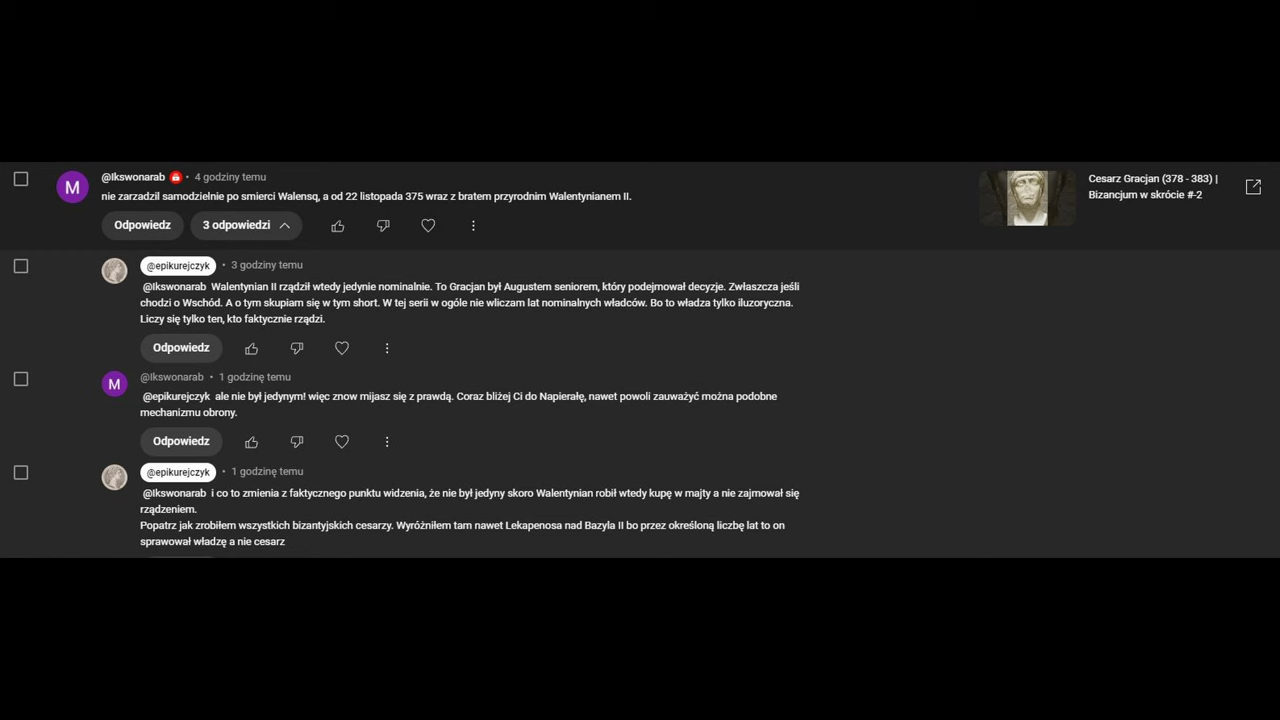 @Ikswonarab • 4 godziny temu
nie zarzadzil samodzielnie po smierci Walensq, a od 22 listopada 375 wraz z bratem przyrodnim Walentynianem II.
Odpowiedz 3 odpowiedzi
Cesarz Gracjan (378 - 383) |
Bizancjum w skrócie #-2
@epikurejczyk • 3 godziny temu
@Ikswonarab Walentynian II rządził wtedy jedynie nominalnie. To Gracjan był Augustem seniorem, który podejmował decyzje. Zwłaszcza jeśli
chodzi o Wschód. A o tym skupiam się w tym short. W tej serii w ogóle nie wliczam lat nominalnych władców. Bo to władza tylko iluzoryczna.
Liczy się tylko ten, kto faktycznie rządzi.
Odpowiedz
M
@Ikswonarab • 1 godzinę temu
@epikurejczyk ale nie był jedynym! więc znow mijasz się z prawdą. Coraz bliżej Ci do Napierałę, nawet powoli zauważyć można podobne
mechanizmu obrony.
Odpowiedz
@epikurejczyk • 1 godzinę temu
@Ikswonarab i co to zmienia z faktycznego punktu widzenia, że nie był jedyny skoro Walentynian robił wtedy kupę w majty a nie zajmował się
rządzeniem.
Popatrz jak zrobiłem wszystkich bizantyjskich cesarzy. Wyróżniłem tam nawet Lekapenosa nad Bazyla II bo przez określoną liczbę lat to on
sprawował władzę a nie cesarz
M